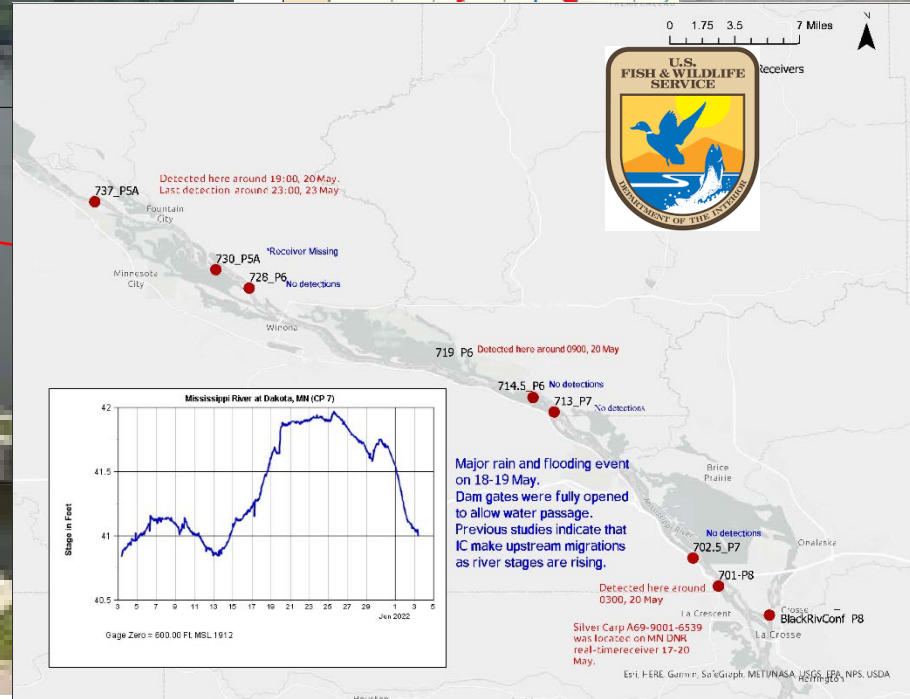 0 1.75 3.5 7 Miles
N
U.S.
FISH & WILDLIFE
SERVICE
DEPARTMENT OF THE INTERIOR
Receivers
Detected here around 19:00, 20 May.
Last detection around 23:00, 23 May
737_P5A
Fountain
City
730_P5A
*Receiver Missing
Minnesota
City
728_P6
No detections
Winona
719_P6
Detected here around 0900, 20 May
714.5_P6
No detections
713_P7
No detections
Mississippi River at Dakota, MN (CP 7)
42
41.5
41
40.5
Stage in Feet
3 5 7 9 11 13 15 17 19 21 23 25 27 29 31 1 3 5
Jun 2022
Gage Zero = 600.00 Ft. MSL 1912
Major rain and flooding event
on 18-19 May.
Dam gates were fully opened
to allow water passage.
Previous studies indicate that
IC make upstream migrations
as river stages are rising.
Brice
Prairie
Mississippi River
No detections
Onalaska
702.5_P7
701-P8
Detected here around
0300, 20 May
La Crescent
Crosse
BlackRivConf_P8
La Crosse
Silver Carp A69-9001-6539
was located on MN DNR
real-timereceiver 17-20
May.
Esri, HERE, Garmin, SafeGraph, METI/NASA, USGS, EPA, NPS, USDA
Houston